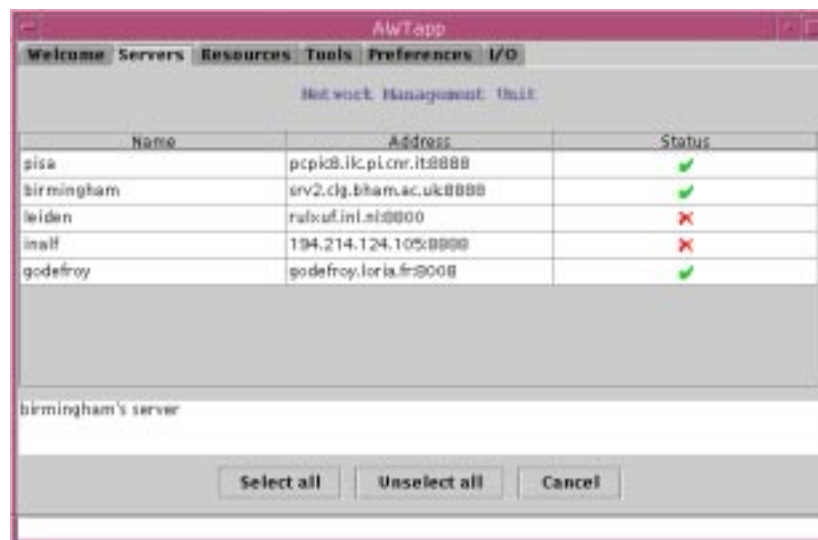 AWTapp
Welcome Servers Resources Tools Preferences I/O
Network Management Unit
Name Address Status
pisa pcpic8.ilc.pi.cnr.it:8888
birmingham srv2.clg.bham.ac.uk:8888
leiden rulxuf.inl.nl:8800
inalf 194.214.124.105:8888
godefroy godefroy.loria.fr:8008
birmingham's server
Select all Unselect all Cancel